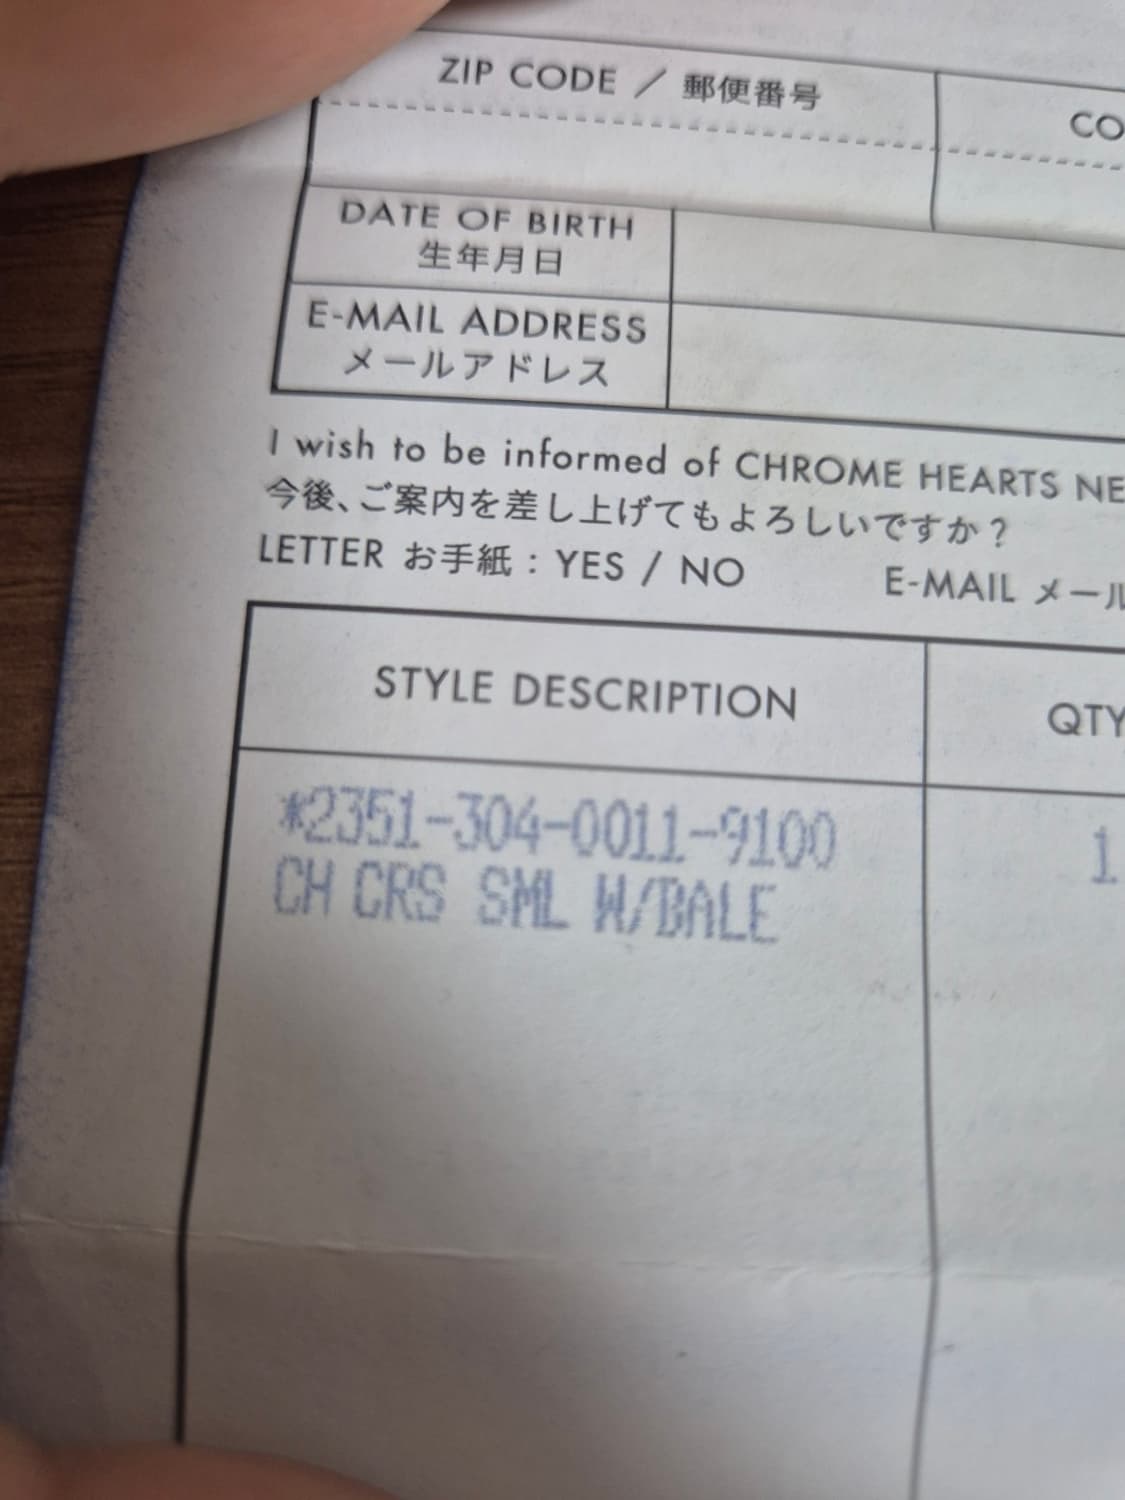 ZIP CODE / 郵便番号
CO
DATE OF BIRTH
生年月日
E-MAIL ADDRESS
メールアドレス
I wish to be informed of CHROME HEARTS NE
今後、ご案内を差し上げてもよろしいですか？
LETTER お手紙 : YES / NO E-MAIL メール
STYLE DESCRIPTION QTY
*2351-304-0011-9100 1
CH CRS SML W/BALE